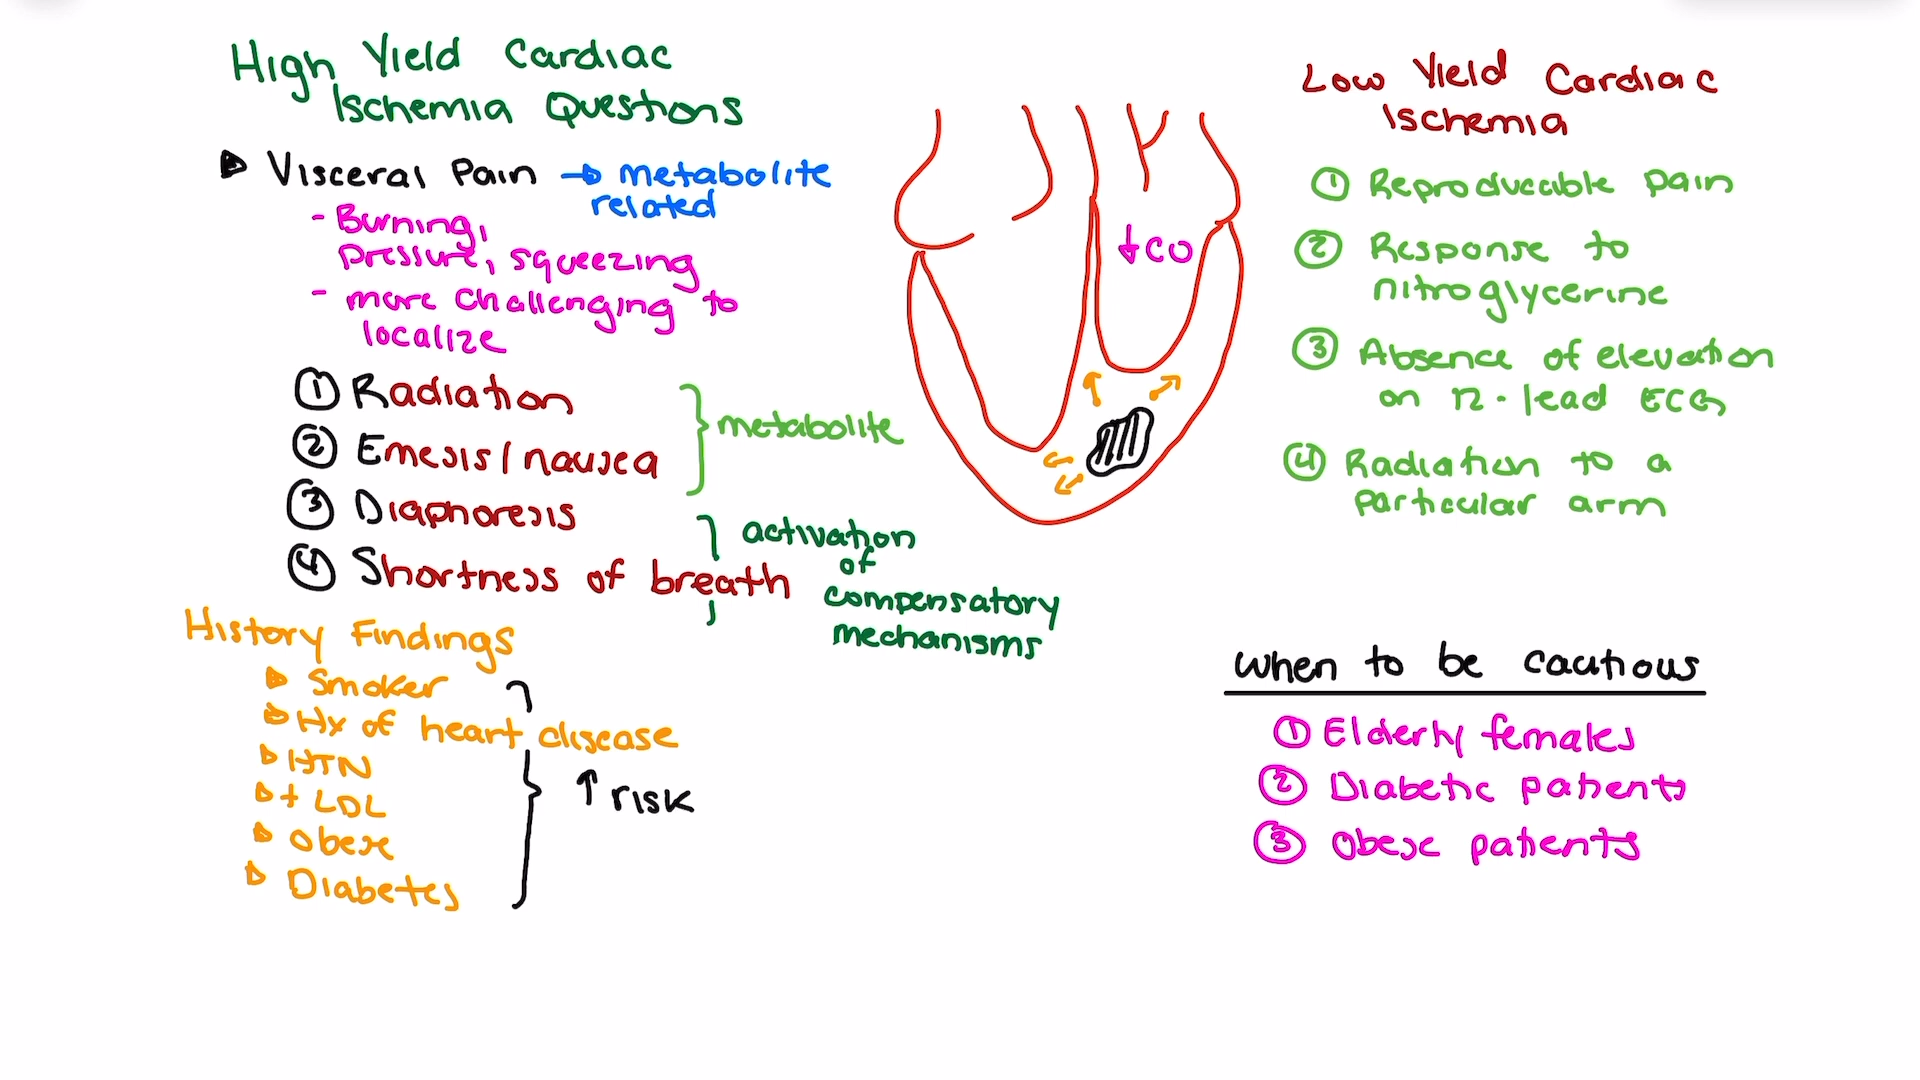 High Yield Cardiac
Ischemia Questions
Visceral Pain → metabolite
related
- Burning,
pressure, squeezing
- more challenging to
localize
① Radiation
② Emesis / nausea
metabolite
③ Diaphoresis
④ Shortness of breath
activation
of
compensatory
mechanisms
History Findings
Smoker
Hx of heart disease
HTN
↑ LDL
Obese
Diabetes
↑ risk
↓CO
Low Yield Cardiac
Ischemia
① Reproducable pain
② Response to
nitroglycerine
③ Absence of elevation
on 12-lead ECG
④ Radiation to a
particular arm
When to be cautious
① Elderly females
② Diabetic patients
③ Obese patients